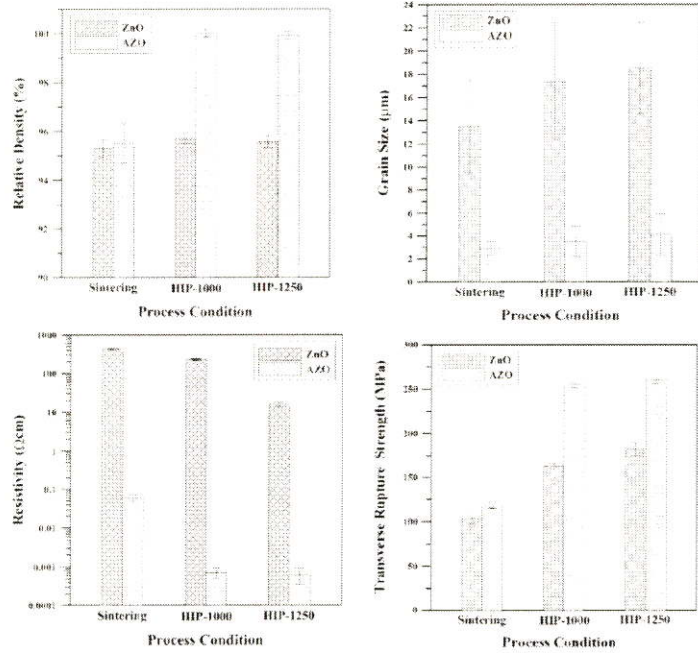 Relative Density (%)
100
98
96
94
92
90
ZnO
AZO
Sintering HIP-1000 HIP-1250
Process Condition
Grain Size (μm)
24
22
20
18
16
14
12
10
8
6
4
2
0
ZnO
AZO
Sintering HIP-1000 HIP-1250
Process Condition
Resistivity (Ωcm)
1000
100
10
1
0.1
0.01
0.001
0.0001
ZnO
AZO
Sintering HIP-1000 HIP-1250
Process Condition
Transverse Rupture Strength (MPa)
300
250
200
150
100
50
0
ZnO
AZO
Sintering HIP-1000 HIP-1250
Process Condition